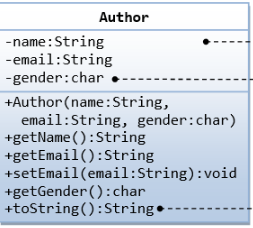 Author
-name:String
-email:String
-gender:char
+Author(name:String,
email:String, gender:char)
+getName():String
+getEmail():String
+setEmail(email:String):void
+getGender():char
+toString():String